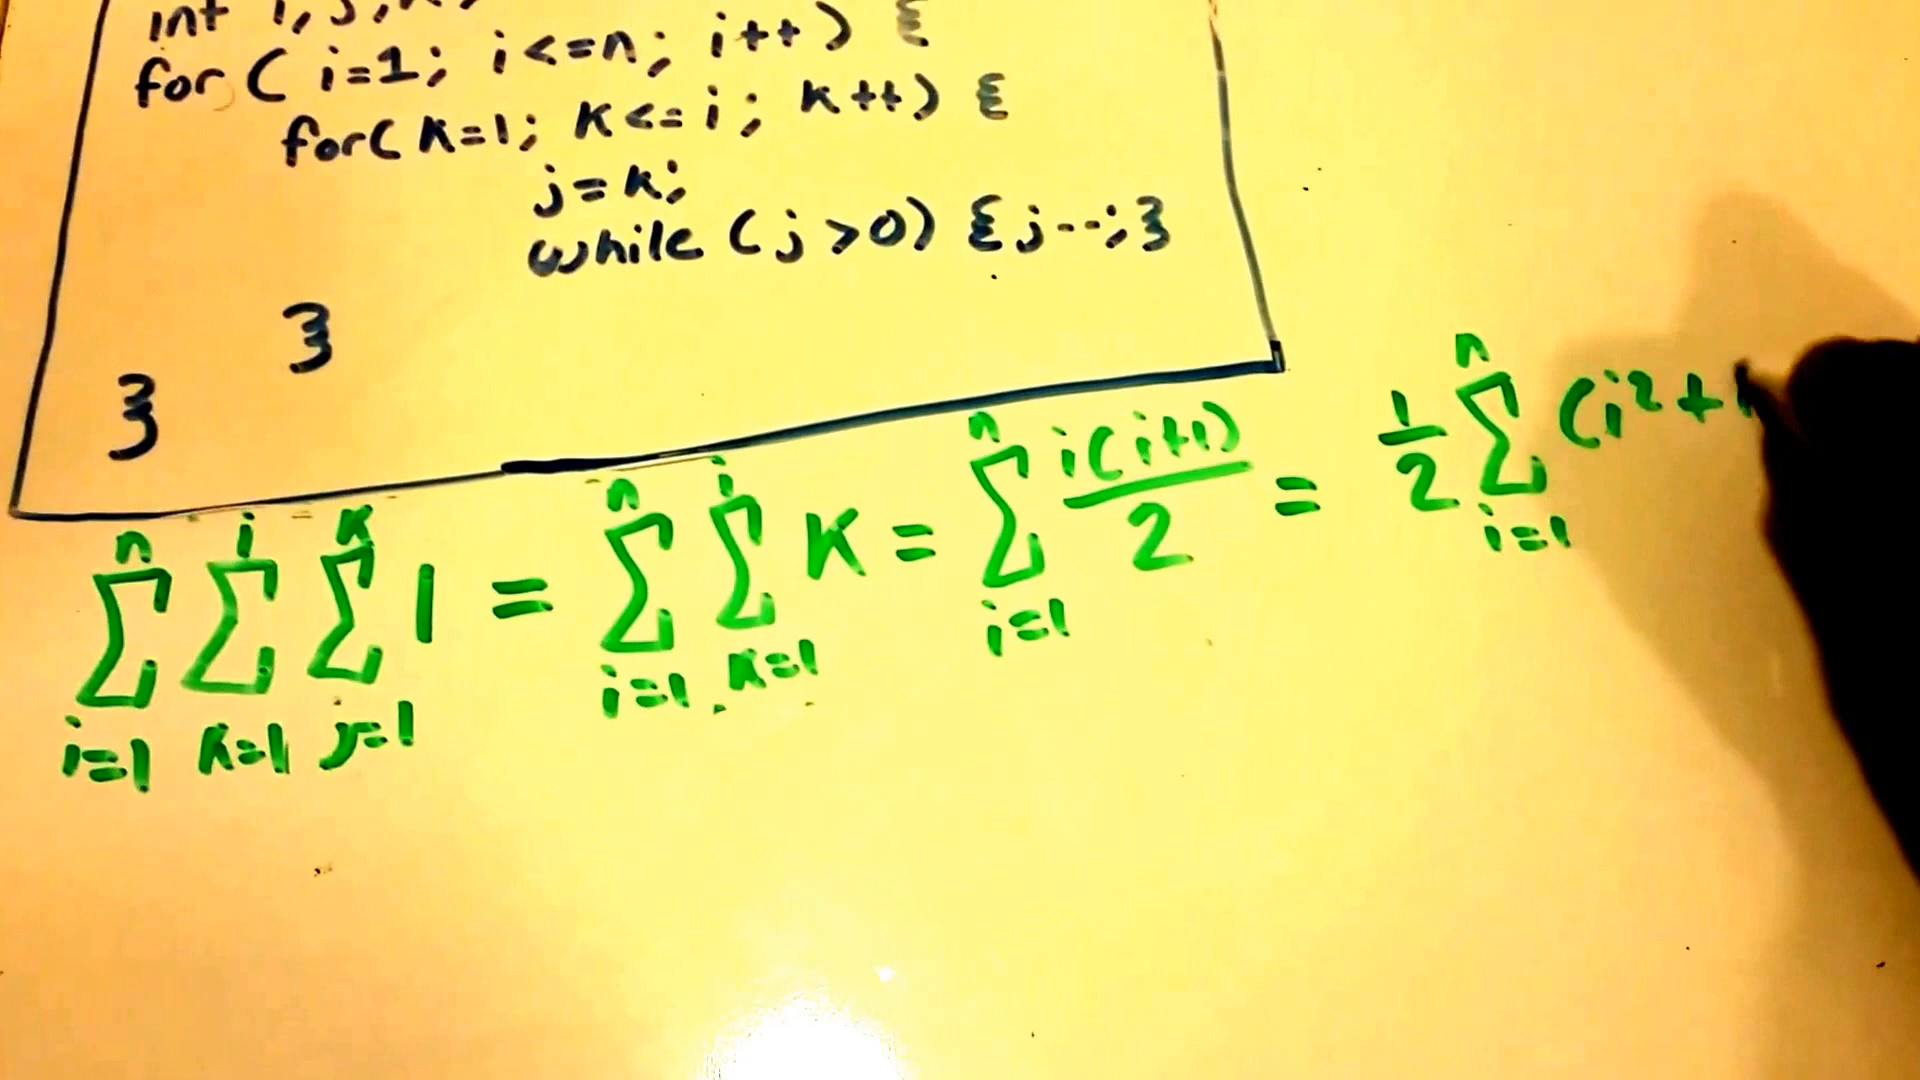 int i, j,
for ( i=1; i<=n; i++) {
for( k=1; k<=i; k++) {
j=k;
while (j>0) {j--;}
}
}
n∑i=1 i∑k=1 k∑j=1 1 = n∑i=1 i∑k=1 k = n∑i=1 i(i+1)/2 = 1/2 n∑i=1 (i²+